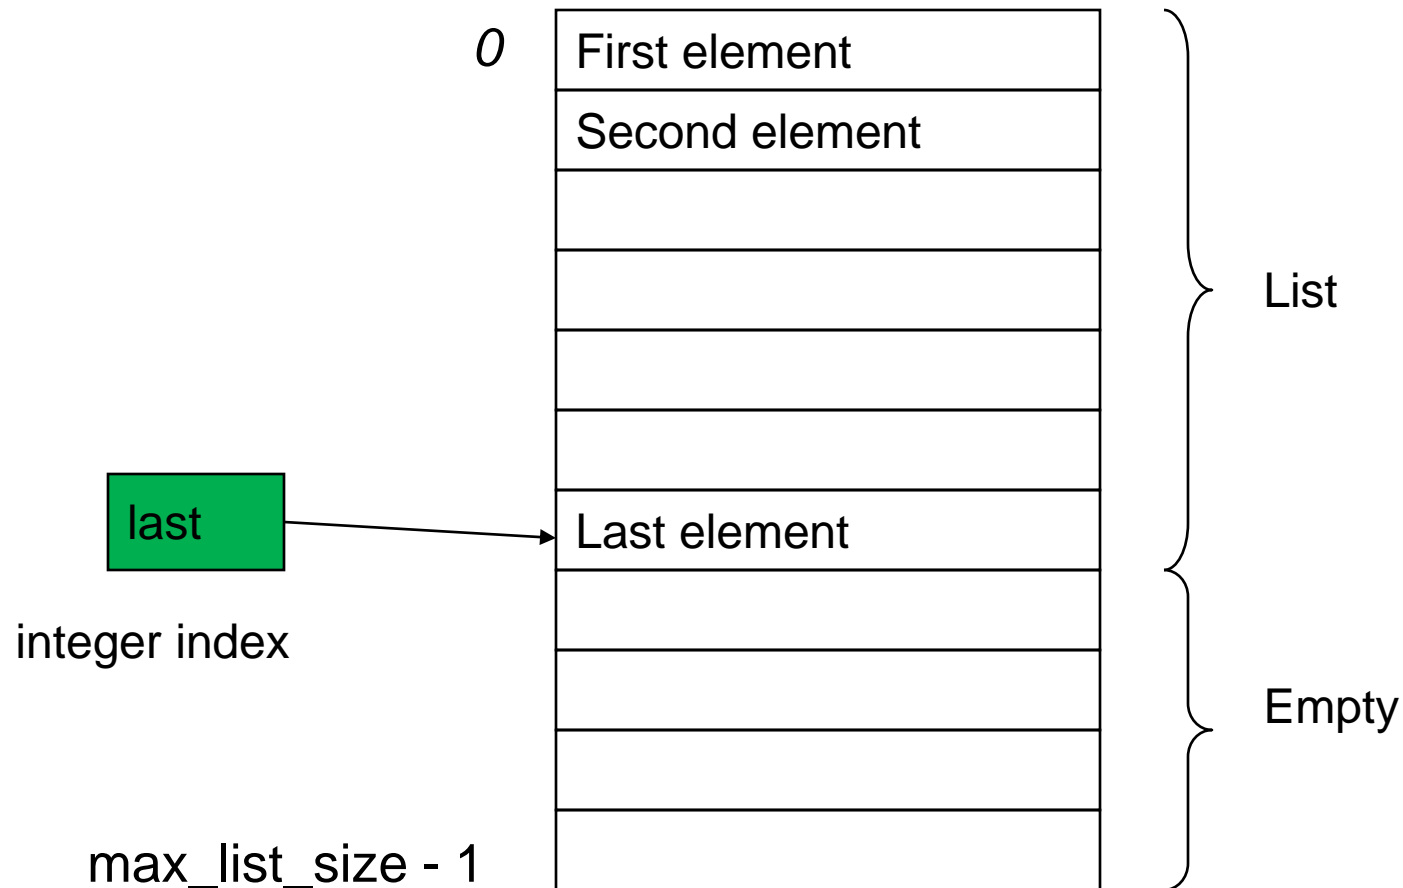 0
First element
Second element
List
last
Last element
integer index
Empty
max_list_size - 1